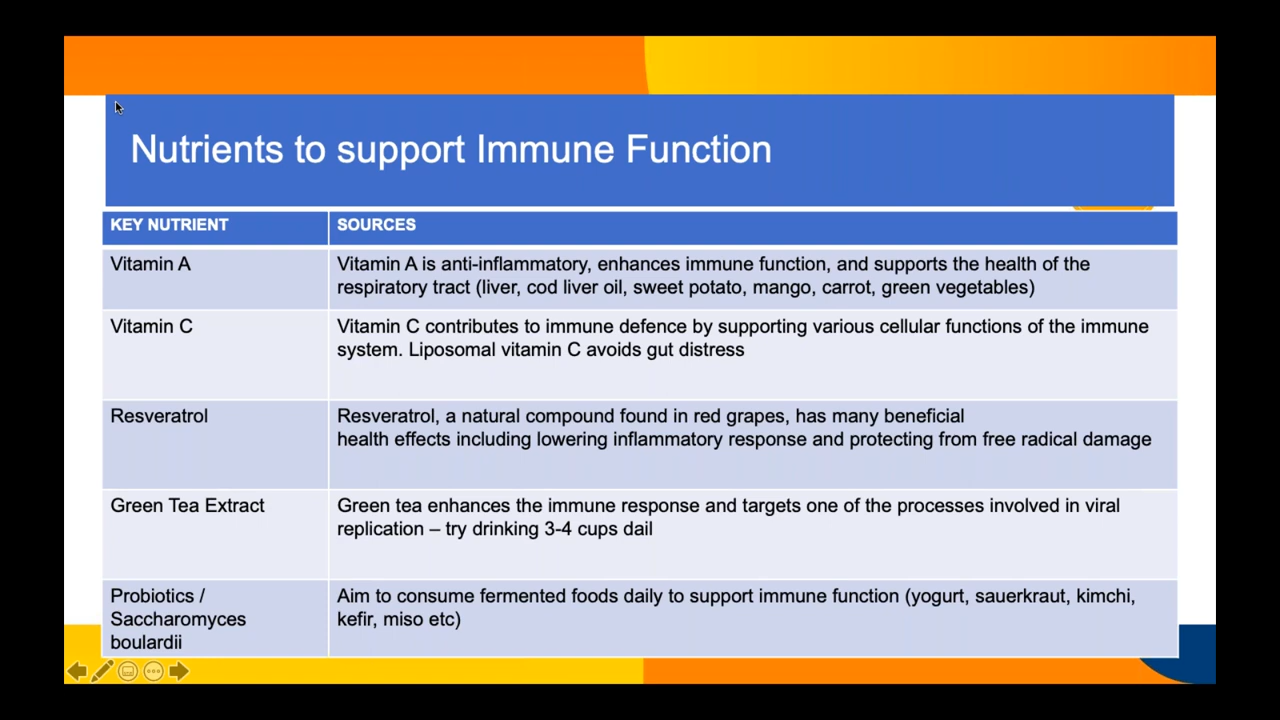 Nutrients to support Immune Function
KEY NUTRIENT
SOURCES
Vitamin A
Vitamin A is anti-inflammatory, enhances immune function, and supports the health of the
respiratory tract (liver, cod liver oil, sweet potato, mango, carrot, green vegetables)
Vitamin C
Vitamin C contributes to immune defence by supporting various cellular functions of the immune
system. Liposomal vitamin C avoids gut distress
Resveratrol
Resveratrol, a natural compound found in red grapes, has many beneficial
health effects including lowering inflammatory response and protecting from free radical damage
Green Tea Extract
Green tea enhances the immune response and targets one of the processes involved in viral
replication – try drinking 3-4 cups dail
Probiotics /
Saccharomyces
boulardii
Aim to consume fermented foods daily to support immune function (yogurt, sauerkraut, kimchi,
kefir, miso etc)